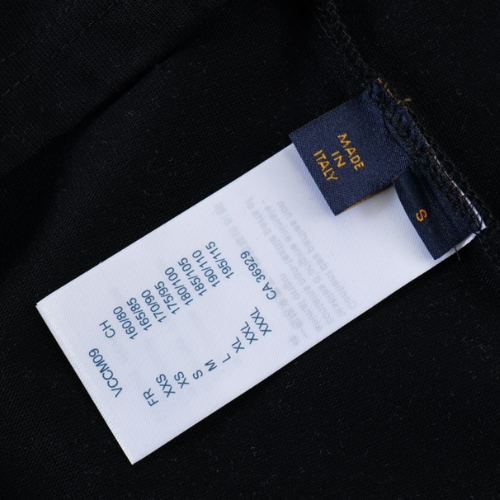 MADE
IN
ITALY
S
VCCM09
FR CH
XXS 160/80
XS 165/85
S 170/90
M 175/95
L 180/100
XL 185/105
XXL 190/110
XXXL 195/115
CA 36929